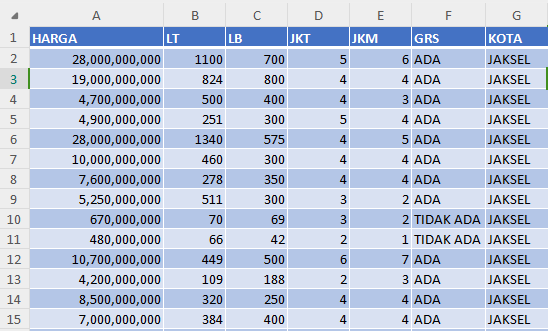 A B C D E F G
1 HARGA LT LB JKT JKM GRS KOTA
2 28,000,000,000 1100 700 5 6 ADA JAKSEL
3 19,000,000,000 824 800 4 4 ADA JAKSEL
4 4,700,000,000 500 400 4 3 ADA JAKSEL
5 4,900,000,000 251 300 5 4 ADA JAKSEL
6 28,000,000,000 1340 575 4 5 ADA JAKSEL
7 10,000,000,000 460 300 4 4 ADA JAKSEL
8 7,600,000,000 278 350 4 4 ADA JAKSEL
9 5,250,000,000 511 300 3 2 ADA JAKSEL
10 670,000,000 70 69 3 2 TIDAK ADA JAKSEL
11 480,000,000 66 42 2 1 TIDAK ADA JAKSEL
12 10,700,000,000 449 500 6 7 ADA JAKSEL
13 4,200,000,000 109 188 2 3 ADA JAKSEL
14 8,500,000,000 320 250 4 4 ADA JAKSEL
15 7,000,000,000 384 400 4 4 ADA JAKSEL